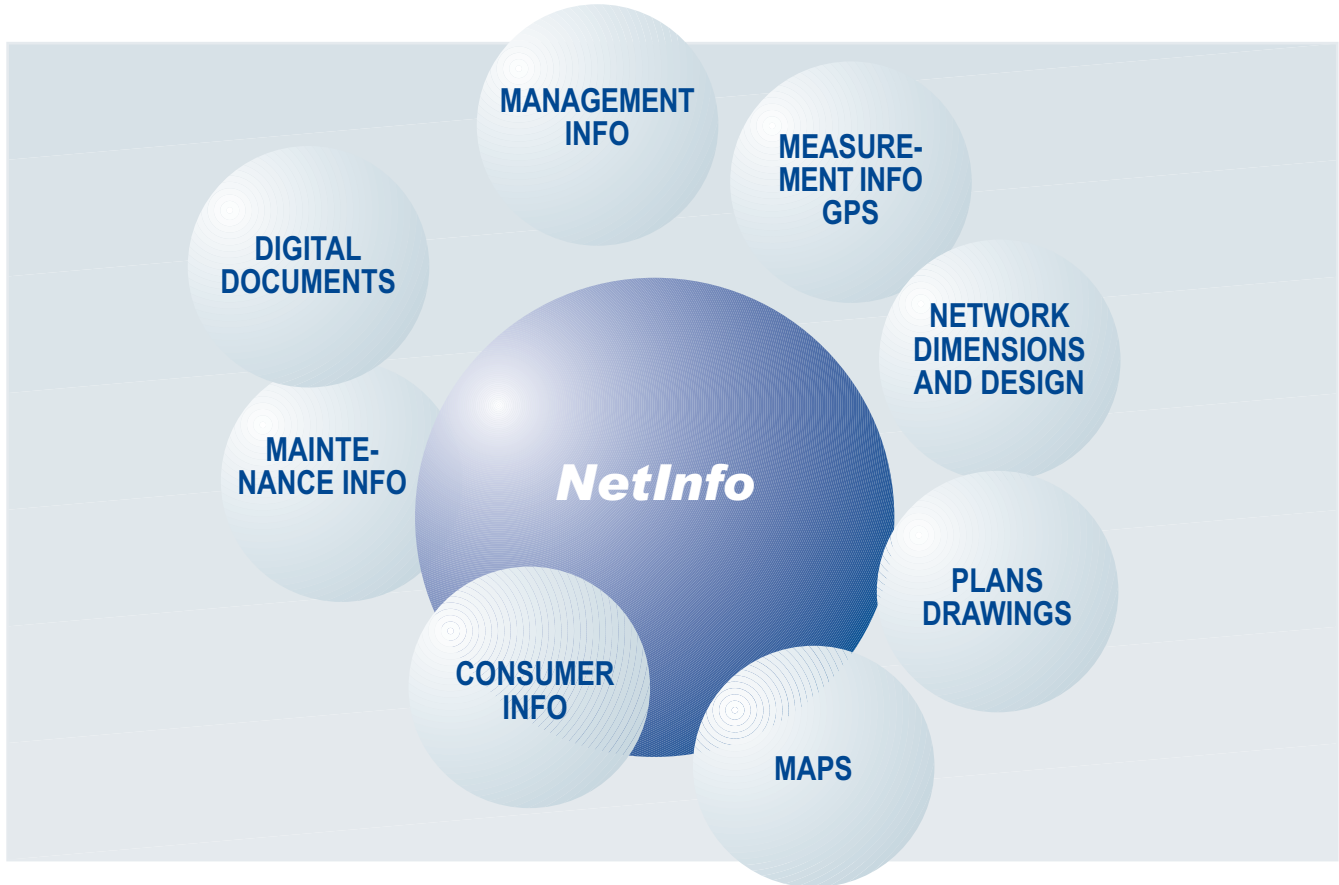 MANAGEMENT
INFO
MEASURE-
MENT INFO
GPS
DIGITAL
DOCUMENTS
NETWORK
DIMENSIONS
AND DESIGN
MAINTE-
NANCE INFO
NetInfo
PLANS
DRAWINGS
CONSUMER
INFO
MAPS